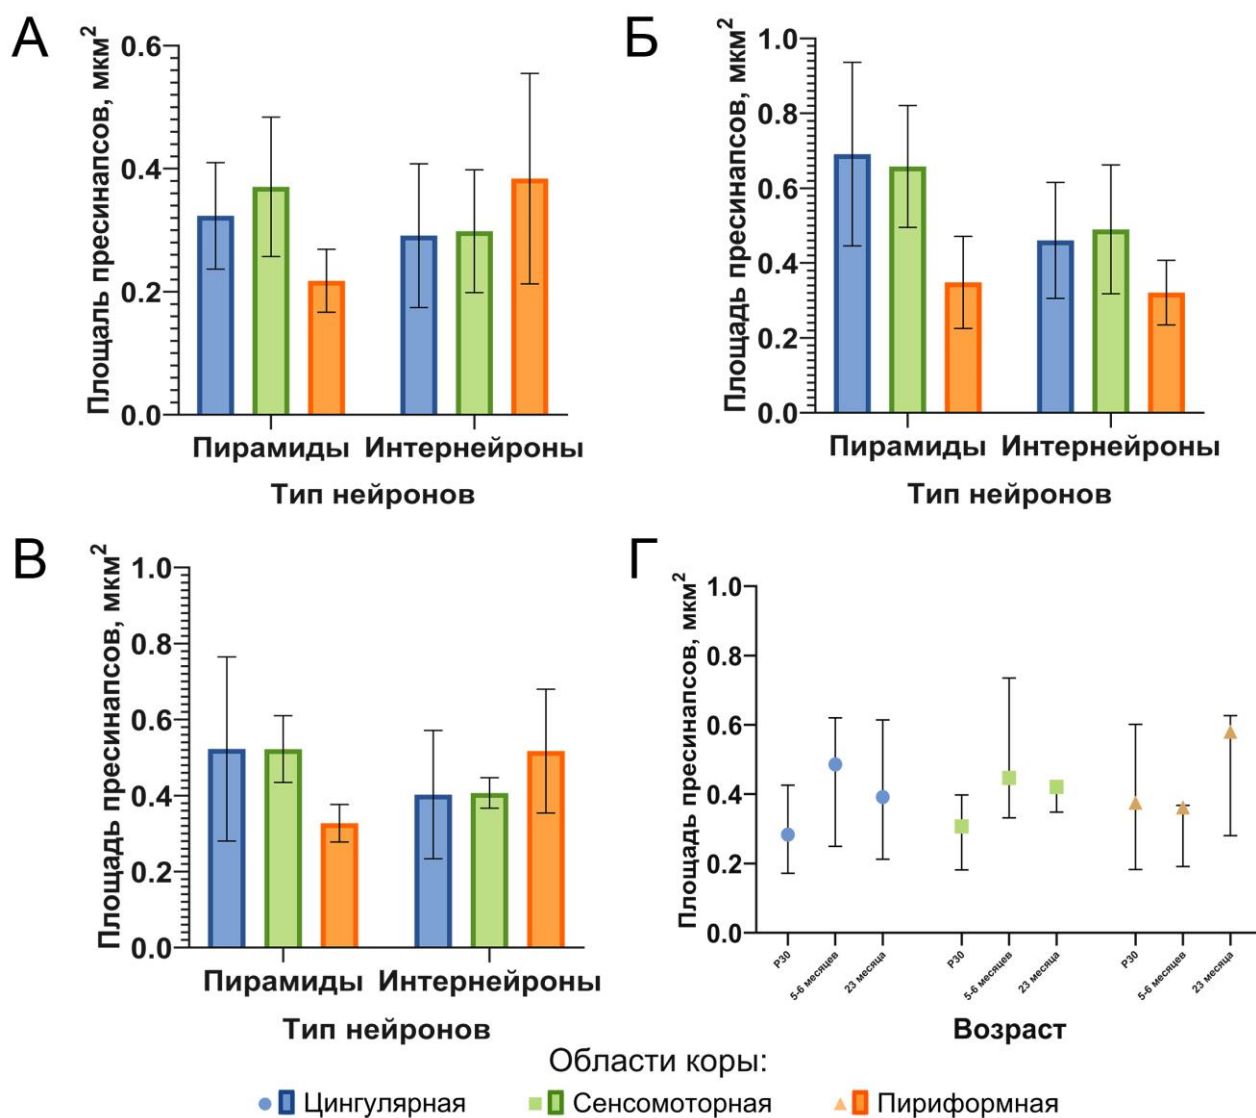 А
Площаль пресинапсов, мкм²
0.6
0.4
0.2
0.0
Пирамиды Интернейроны
Тип нейронов
Б
Площадь пресинапсов, мкм²
1.0
0.8
0.6
0.4
0.2
0.0
Пирамиды Интернейроны
Тип нейронов
В
Площадь пресинапсов, мкм²
1.0
0.8
0.6
0.4
0.2
0.0
Пирамиды Интернейроны
Тип нейронов
Г
Площадь пресинапсов, мкм²
1.0
0.8
0.6
0.4
0.2
0.0
P30
5-6 месяцев
23 месяца
P30
5-6 месяцев
23 месяца
P30
5-6 месяцев
23 месяца
Возраст
Области коры:
Цингулярная Сенсомоторная Пириформная